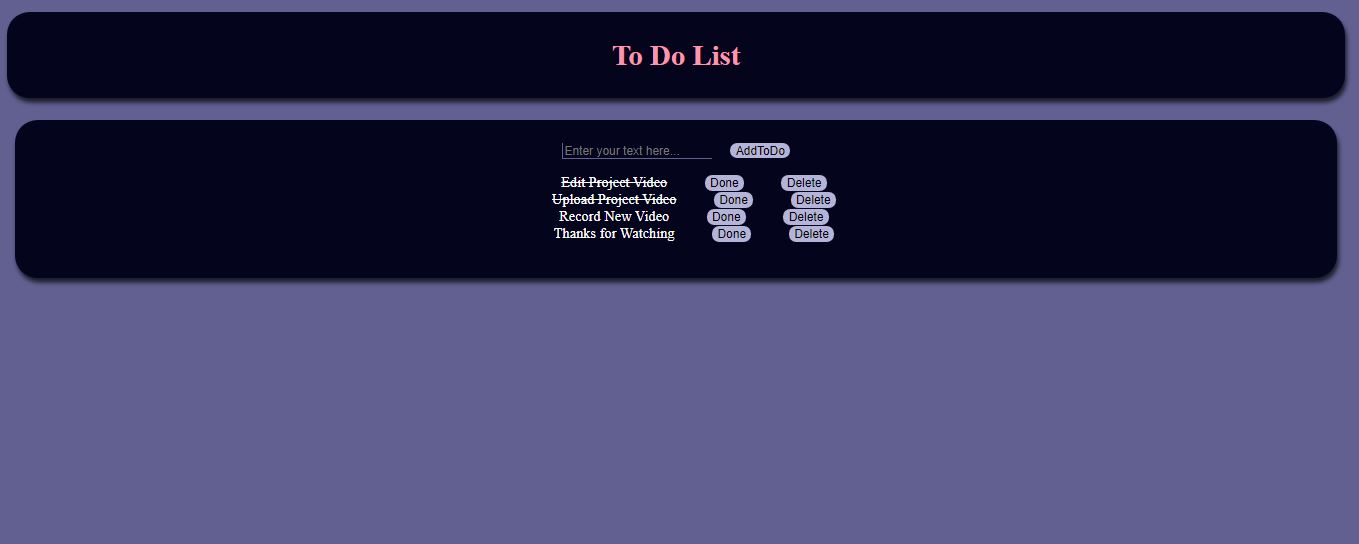 To Do List
Enter your text here... AddToDo
Edit Project Video Done Delete
Upload Project Video Done Delete
Record New Video Done Delete
Thanks for Watching Done Delete